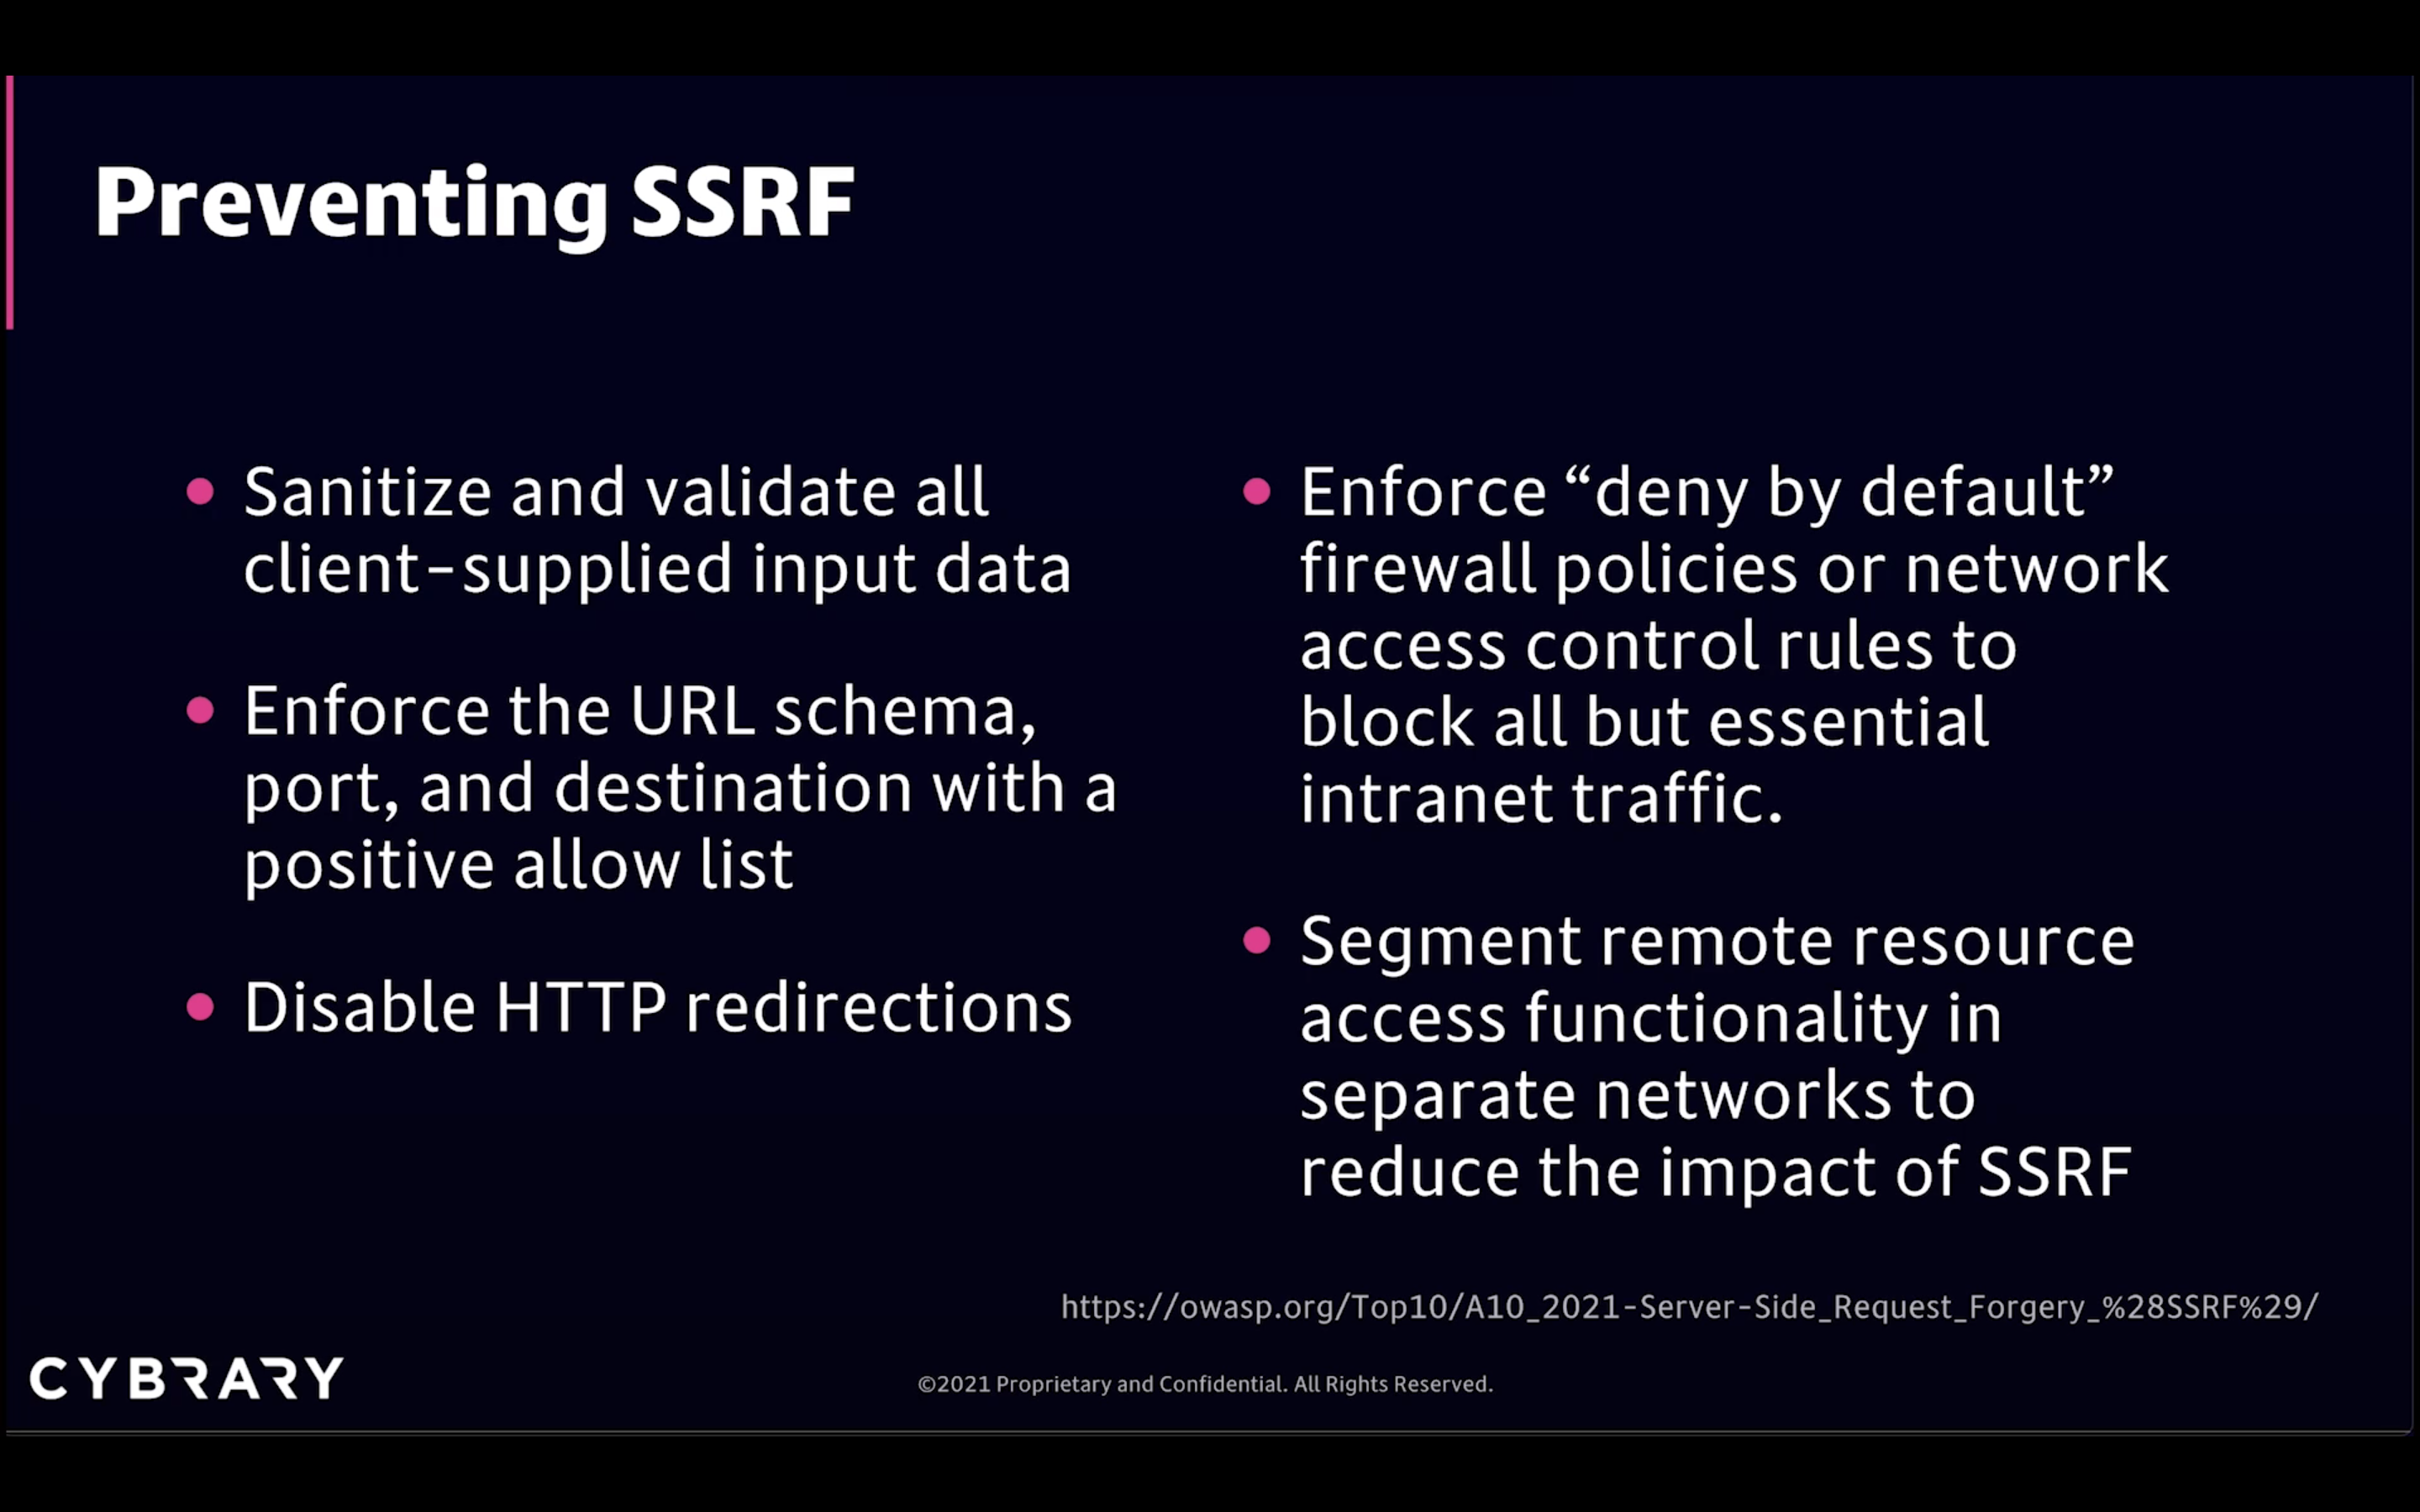 Preventing SSRF
• Sanitize and validate all
client-supplied input data
• Enforce the URL schema,
port, and destination with a
positive allow list
• Disable HTTP redirections
• Enforce “deny by default”
firewall policies or network
access control rules to
block all but essential
intranet traffic.
• Segment remote resource
access functionality in
separate networks to
reduce the impact of SSRF
https://owasp.org/Top10/A10_2021-Server-Side_Request_Forgery_%28SSRF%29/
CYBRARY
©2021 Proprietary and Confidential. All Rights Reserved.